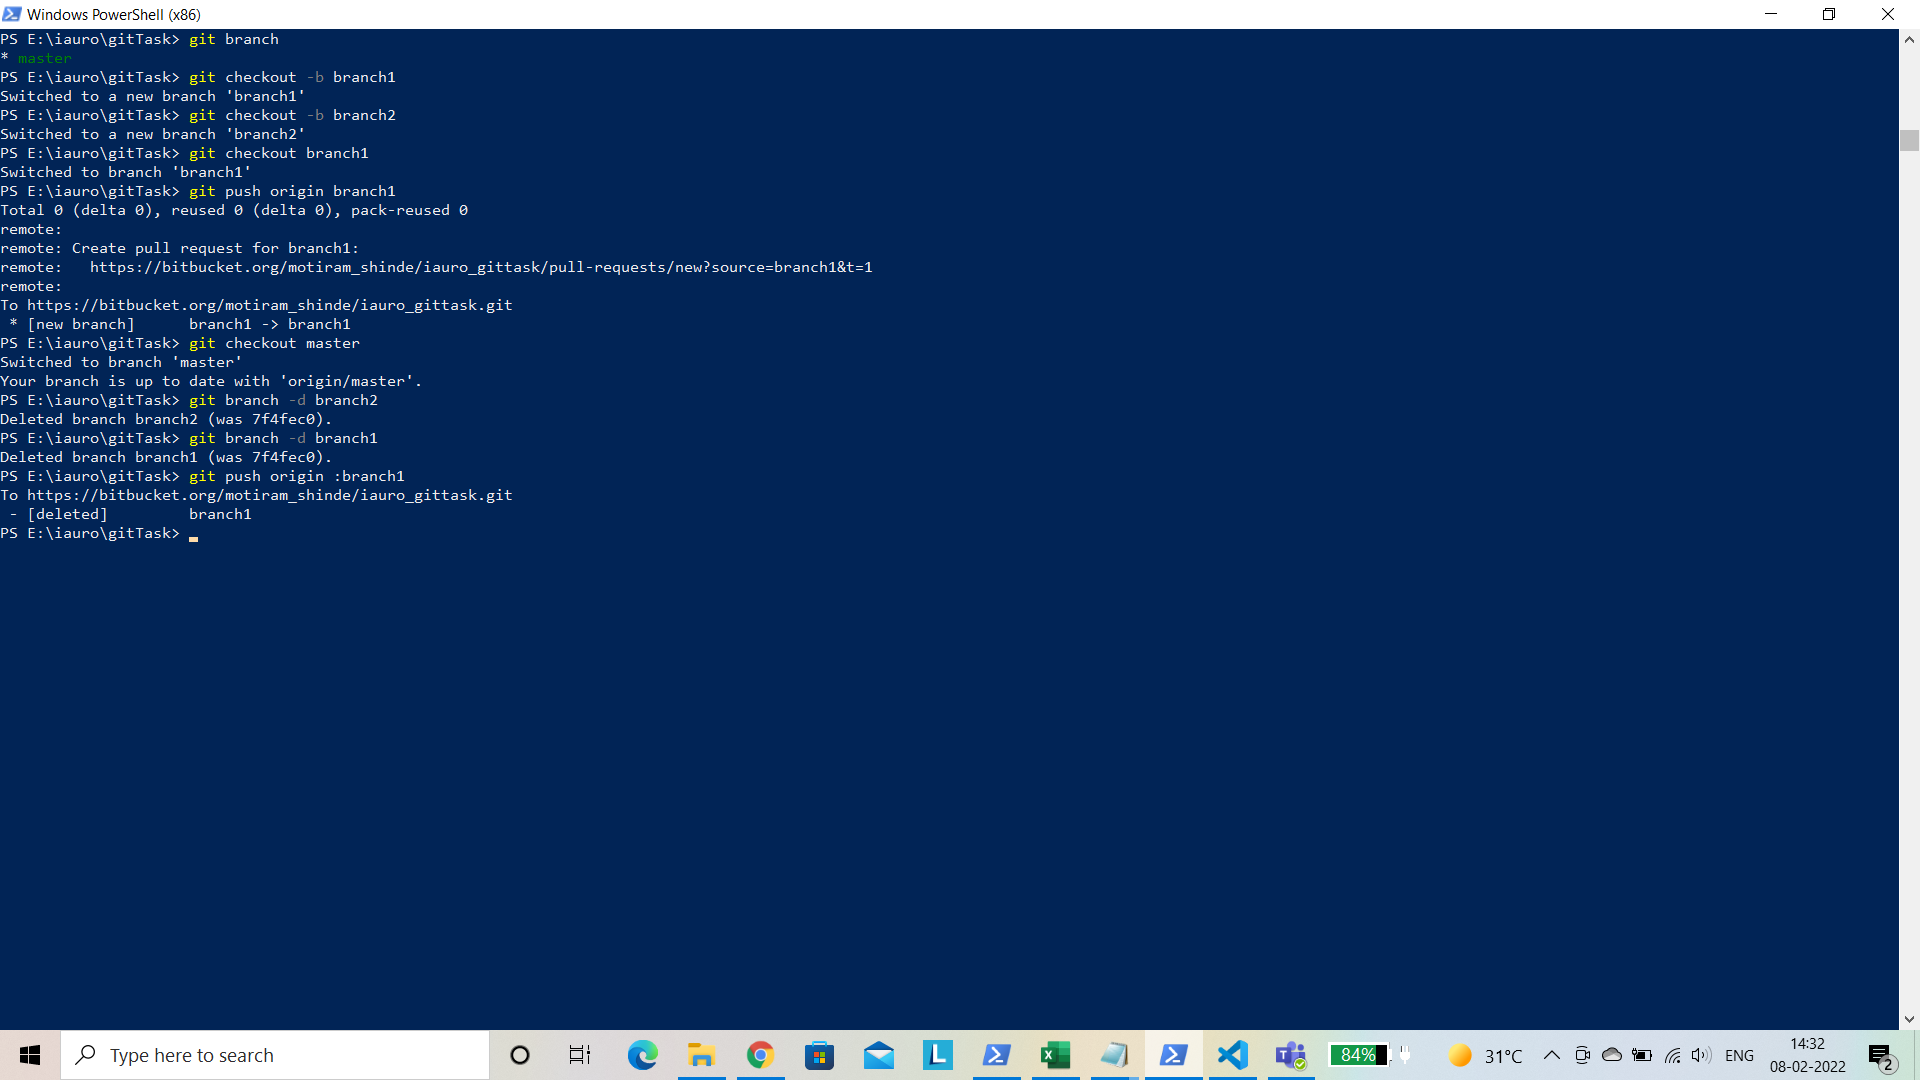 Windows PowerShell (x86)
PS E:\iauro\gitTask> git branch
* master
PS E:\iauro\gitTask> git checkout -b branch1
Switched to a new branch 'branch1'
PS E:\iauro\gitTask> git checkout -b branch2
Switched to a new branch 'branch2'
PS E:\iauro\gitTask> git checkout branch1
Switched to branch 'branch1'
PS E:\iauro\gitTask> git push origin branch1
Total 0 (delta 0), reused 0 (delta 0), pack-reused 0
remote:
remote: Create pull request for branch1:
remote:   https://bitbucket.org/motiram_shinde/iauro_gittask/pull-requests/new?source=branch1&t=1
remote:
To https://bitbucket.org/motiram_shinde/iauro_gittask.git
 * [new branch]      branch1 -> branch1
PS E:\iauro\gitTask> git checkout master
Switched to branch 'master'
Your branch is up to date with 'origin/master'.
PS E:\iauro\gitTask> git branch -d branch2
Deleted branch branch2 (was 7f4fec0).
PS E:\iauro\gitTask> git branch -d branch1
Deleted branch branch1 (was 7f4fec0).
PS E:\iauro\gitTask> git push origin :branch1
To https://bitbucket.org/motiram_shinde/iauro_gittask.git
 - [deleted]         branch1
PS E:\iauro\gitTask>
Type here to search
L
84%
31°C
ENG
14:32
08-02-2022
2